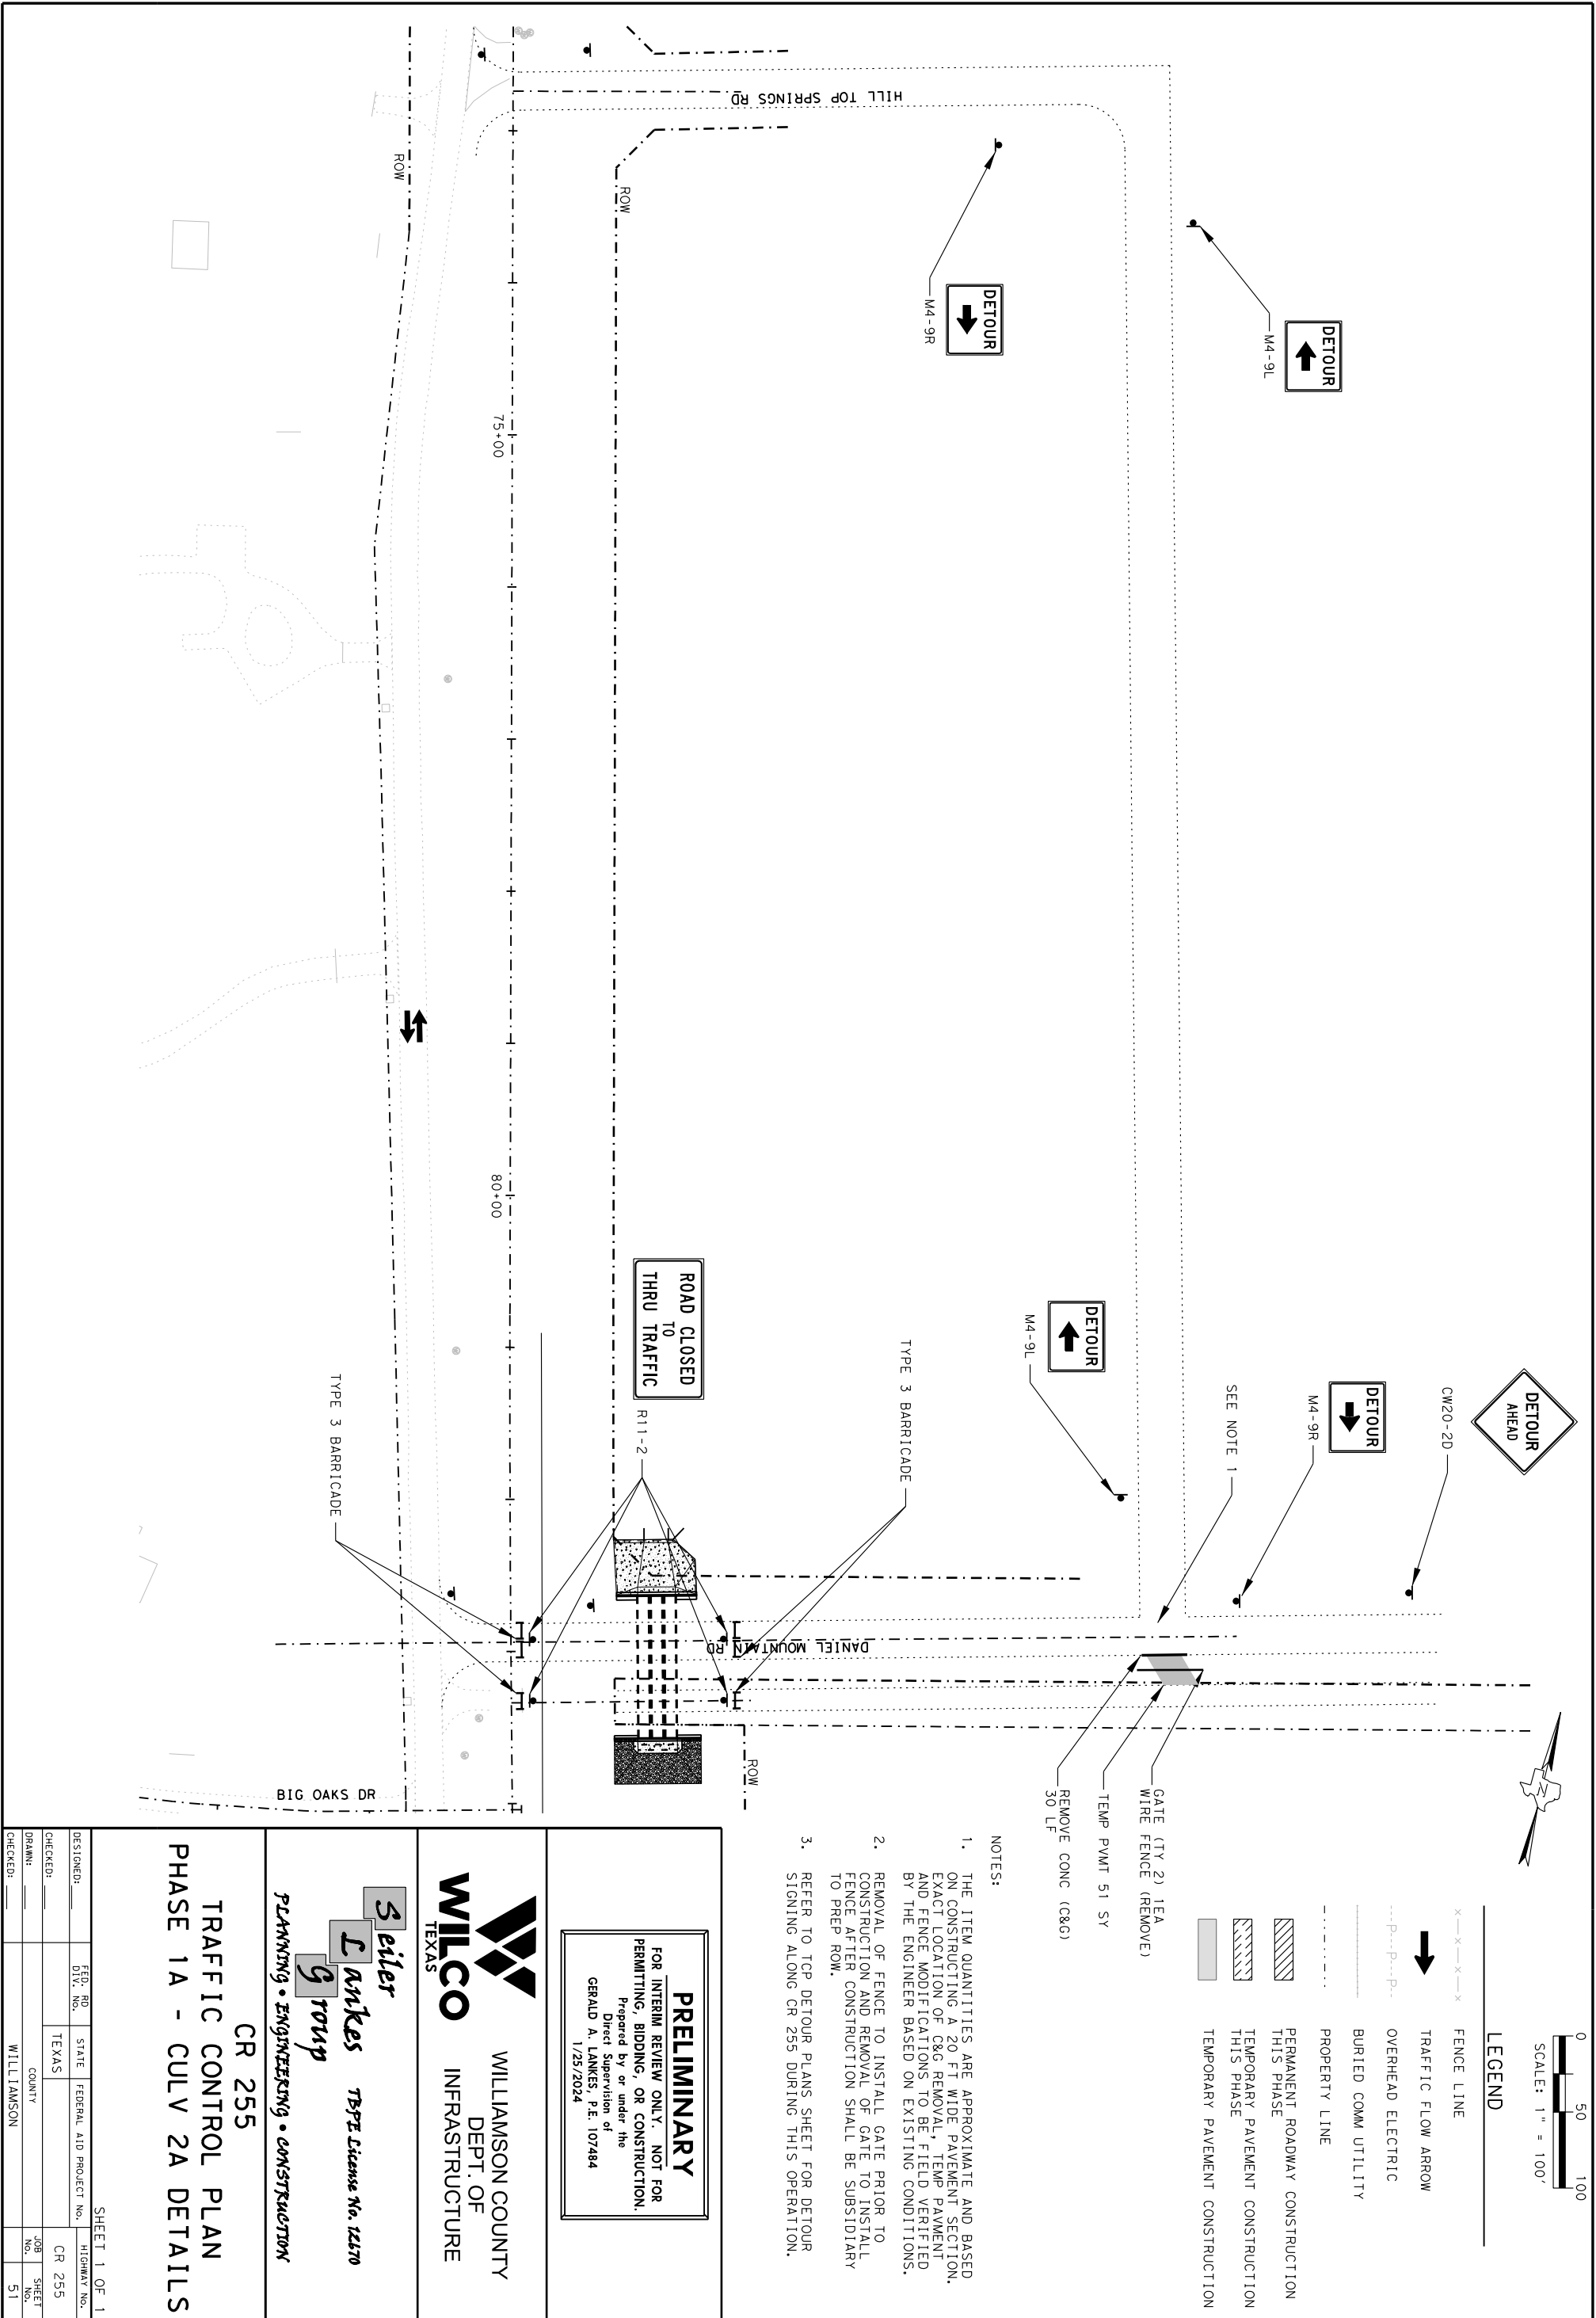 0 50 100
SCALE: 1" = 100'
LEGEND
x x x x FENCE LINE
TRAFFIC FLOW ARROW
P P P OVERHEAD ELECTRIC
BURIED COMM UTILITY
PROPERTY LINE
PERMANENT ROADWAY CONSTRUCTION
THIS PHASE
TEMPORARY PAVEMENT CONSTRUCTION
THIS PHASE
TEMPORARY PAVEMENT CONSTRUCTION
N
DETOUR
AHEAD
CW20-2D
DETOUR
M4-9R
SEE NOTE 1
DETOUR
M4-9L
DETOUR
M4-9L
DETOUR
M4-9R
HILL TOP SPRINGS RD
ROW
ROW
75+00
80+00
ROAD CLOSED
TO
THRU TRAFFIC
R11-2
TYPE 3 BARRICADE
TYPE 3 BARRICADE
DANIEL MOUNTAIN RD
ROW
BIG OAKS DR
GATE (TY 2) 1EA
WIRE FENCE (REMOVE)
TEMP PVMT 51 SY
REMOVE CONC (C&G)
30 LF
NOTES:
1. THE ITEM QUANTITIES ARE APPROXIMATE AND BASED
ON CONSTRUCTING A 20 FT WIDE PAVEMENT SECTION.
EXACT LOCATION OF C&G REMOVAL, TEMP PAVMENT
AND FENCE MODIFICATIONS TO BE FIELD VERIFIED
BY THE ENGINEER BASED ON EXISTING CONDITIONS.
2. REMOVAL OF FENCE TO INSTALL GATE PRIOR TO
CONSTRUCTION AND REMOVAL OF GATE TO INSTALL
FENCE AFTER CONSTRUCTION SHALL BE SUBSIDIARY
TO PREP ROW.
3. REFER TO TCP DETOUR PLANS SHEET FOR DETOUR
SIGNING ALONG CR 255 DURING THIS OPERATION.
PRELIMINARY
FOR INTERIM REVIEW ONLY. NOT FOR
PERMITTING, BIDDING, OR CONSTRUCTION.
Prepared by or under the
Direct Supervision of
GERALD A. LANKES, P.E. 107484
1/25/2024
WILCO
TEXAS
WILLIAMSON COUNTY
DEPT. OF
INFRASTRUCTURE
Seiler
Lankes
Group
TBPE License No. 12670
PLANNING • ENGINEERING • CONSTRUCTION
CR 255
TRAFFIC CONTROL PLAN
PHASE 1A - CULV 2A DETAILS
SHEET 1 OF 1
DESIGNED:
CHECKED:
DRAWN:
CHECKED:
FED. RD DIV. No.
STATE
FEDERAL AID PROJECT No.
HIGHWAY No.
TEXAS
CR 255
COUNTY
JOB No.
SHEET No.
WILLIAMSON
51